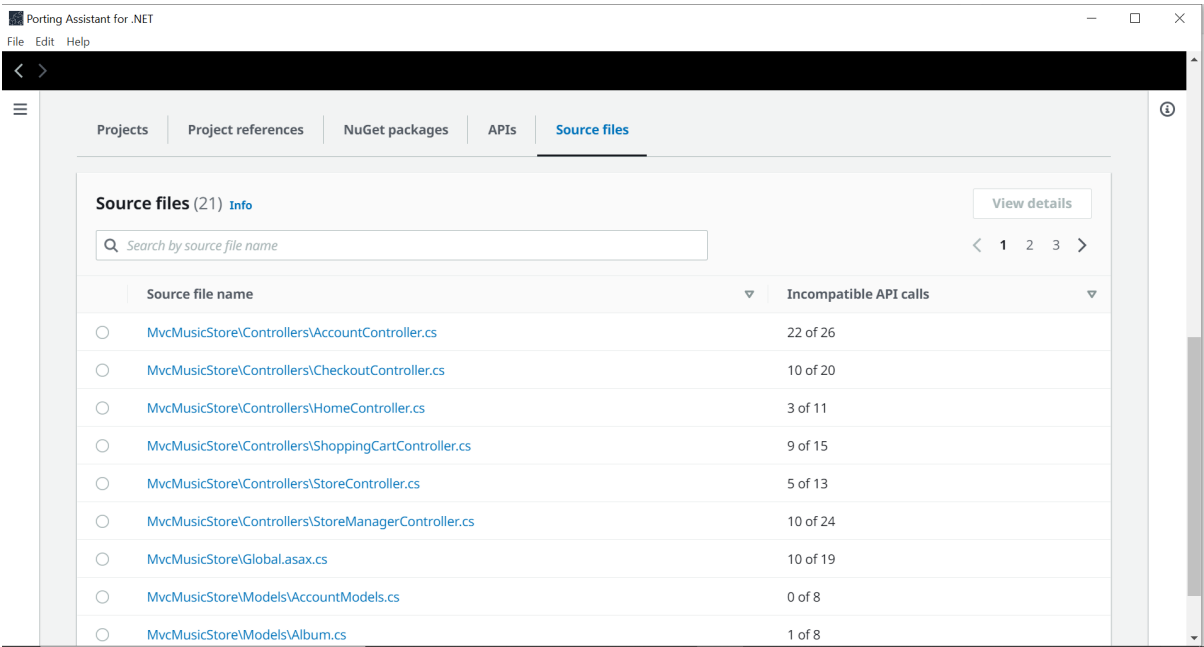 Porting Assistant for .NET
File Edit Help
Projects Project references NuGet packages APIs Source files
Source files (21) Info
View details
Search by source file name
1 2 3
Source file name Incompatible API calls
MvcMusicStore\Controllers\AccountController.cs 22 of 26
MvcMusicStore\Controllers\CheckoutController.cs 10 of 20
MvcMusicStore\Controllers\HomeController.cs 3 of 11
MvcMusicStore\Controllers\ShoppingCartController.cs 9 of 15
MvcMusicStore\Controllers\StoreController.cs 5 of 13
MvcMusicStore\Controllers\StoreManagerController.cs 10 of 24
MvcMusicStore\Global.asax.cs 10 of 19
MvcMusicStore\Models\AccountModels.cs 0 of 8
MvcMusicStore\Models\Album.cs 1 of 8